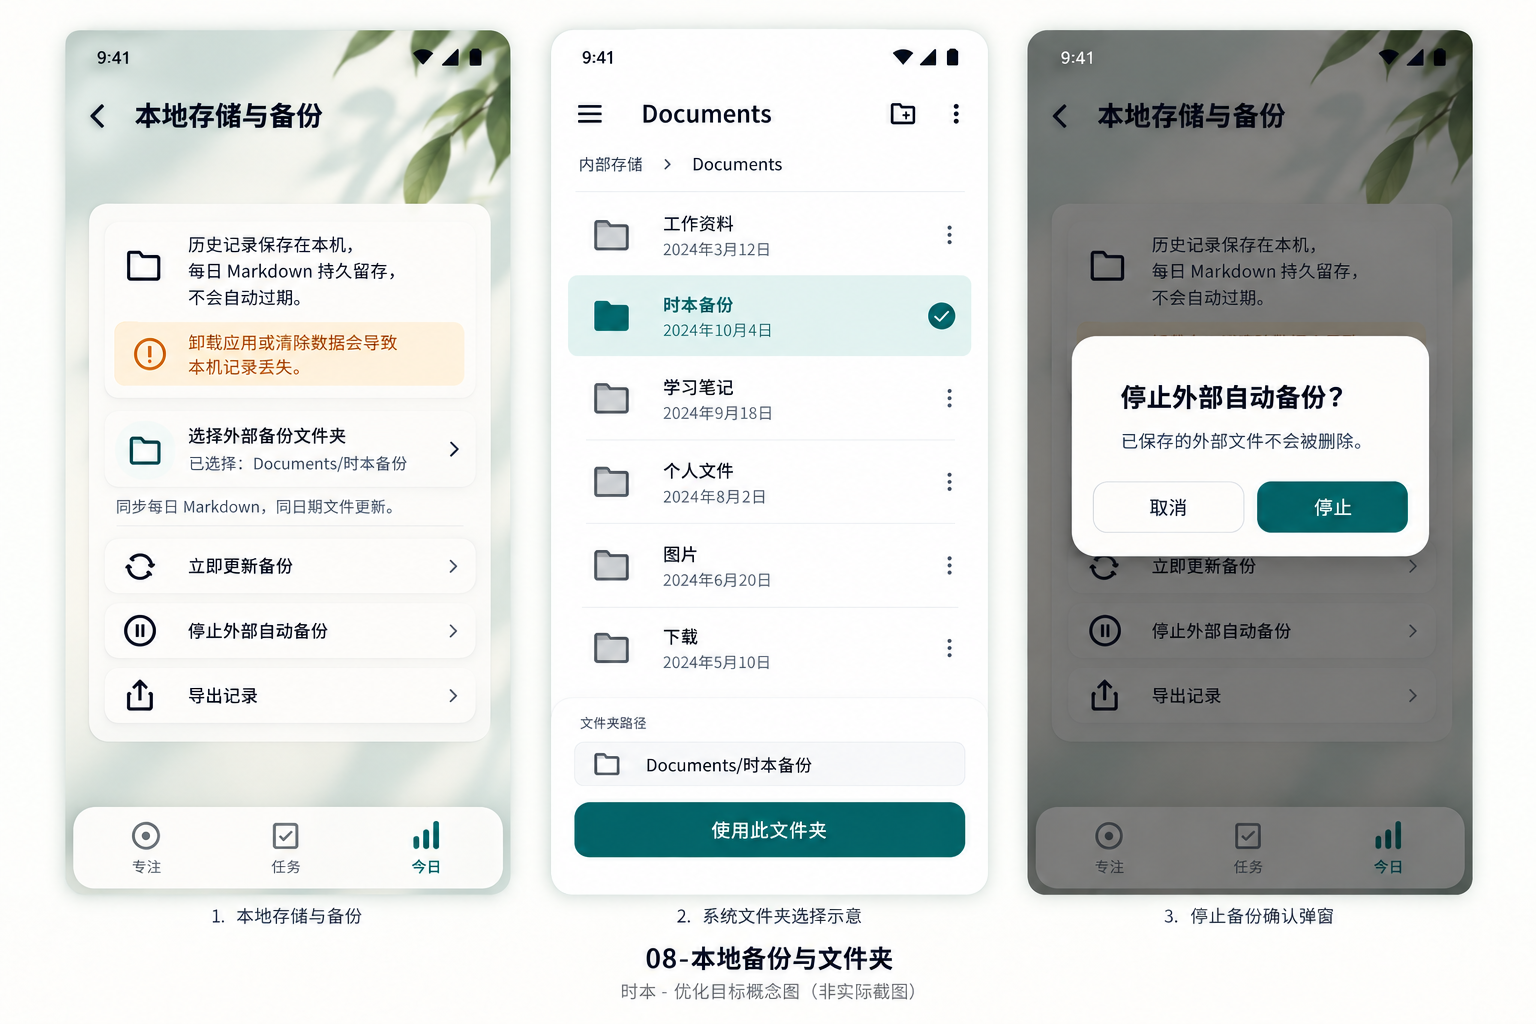 9:41
本地存储与备份
历史记录保存在本机，
每日 Markdown 持久留存，
不会自动过期。
卸载应用或清除数据会导致
本机记录丢失。
选择外部备份文件夹
已选择：Documents/时本备份
同步每日 Markdown，同日期文件更新。
立即更新备份
停止外部自动备份
导出记录
专注
任务
今日
1. 本地存储与备份
9:41
Documents
内部存储 > Documents
工作资料
2024年3月12日
时本备份
2024年10月4日
学习笔记
2024年9月18日
个人文件
2024年8月2日
图片
2024年6月20日
下载
2024年5月10日
文件夹路径
Documents/时本备份
使用此文件夹
2. 系统文件夹选择示意
9:41
本地存储与备份
历史记录保存在本机，
每日 Markdown 持久留存，
不会自动过期。
停止外部自动备份？
已保存的外部文件不会被删除。
取消
停止
立即更新备份
停止外部自动备份
导出记录
专注
任务
今日
3. 停止备份确认弹窗
08-本地备份与文件夹
时本 - 优化目标概念图（非实际截图）